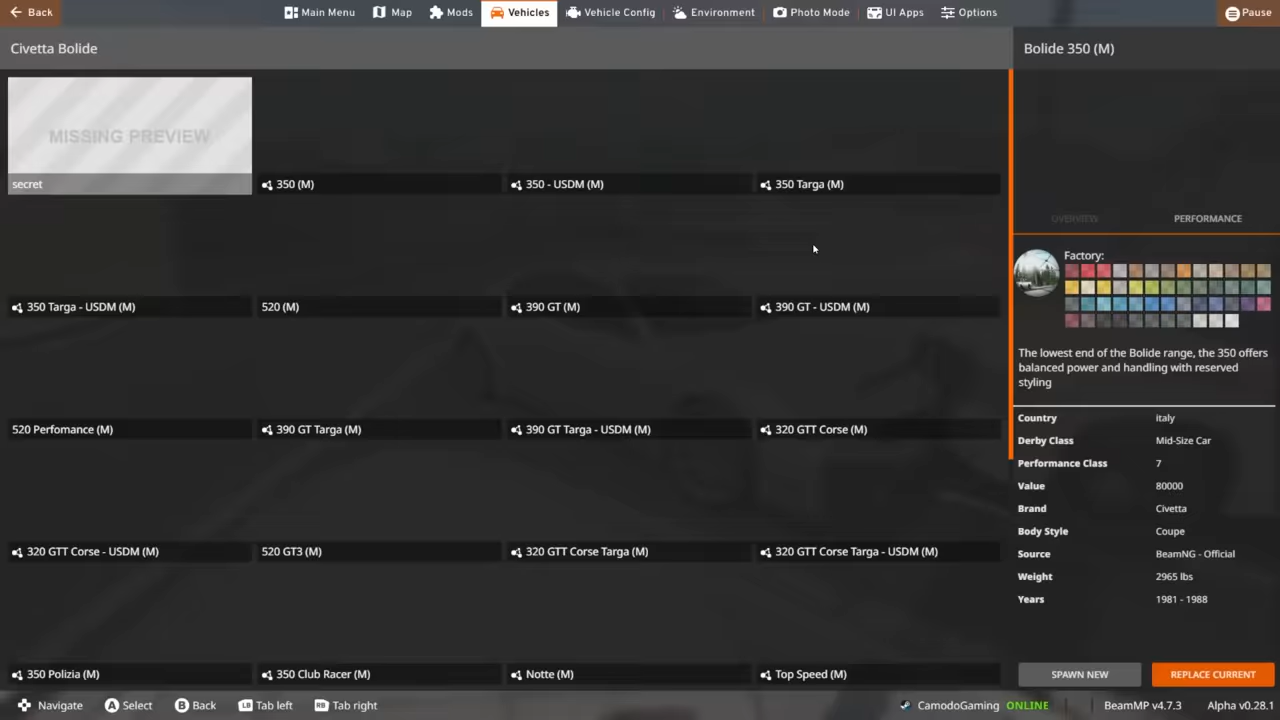 Back
Main Menu
Map
Mods
Vehicles
Vehicle Config
Environment
Photo Mode
UI Apps
Options
Pause
Civetta Bolide
Bolide 350 (M)
MISSING PREVIEW
secret
350 (M)
350 - USDM (M)
350 Targa (M)
OVERVIEW
PERFORMANCE
Factory:
350 Targa - USDM (M)
520 (M)
390 GT (M)
390 GT - USDM (M)
The lowest end of the Bolide range, the 350 offers
balanced power and handling with reserved
styling
520 Perfomance (M)
390 GT Targa (M)
390 GT Targa - USDM (M)
320 GTT Corse (M)
Country italy
Derby Class Mid-Size Car
Performance Class 7
Value 80000
Brand Civetta
Body Style Coupe
Source BeamNG - Official
Weight 2965 lbs
Years 1981 - 1988
320 GTT Corse - USDM (M)
520 GT3 (M)
320 GTT Corse Targa (M)
320 GTT Corse Targa - USDM (M)
350 Polizia (M)
350 Club Racer (M)
Notte (M)
Top Speed (M)
SPAWN NEW
REPLACE CURRENT
Navigate
A Select
B Back
LB Tab left
RB Tab right
CamodoGaming ONLINE
BeamMP v4.7.3
Alpha v0.28.1